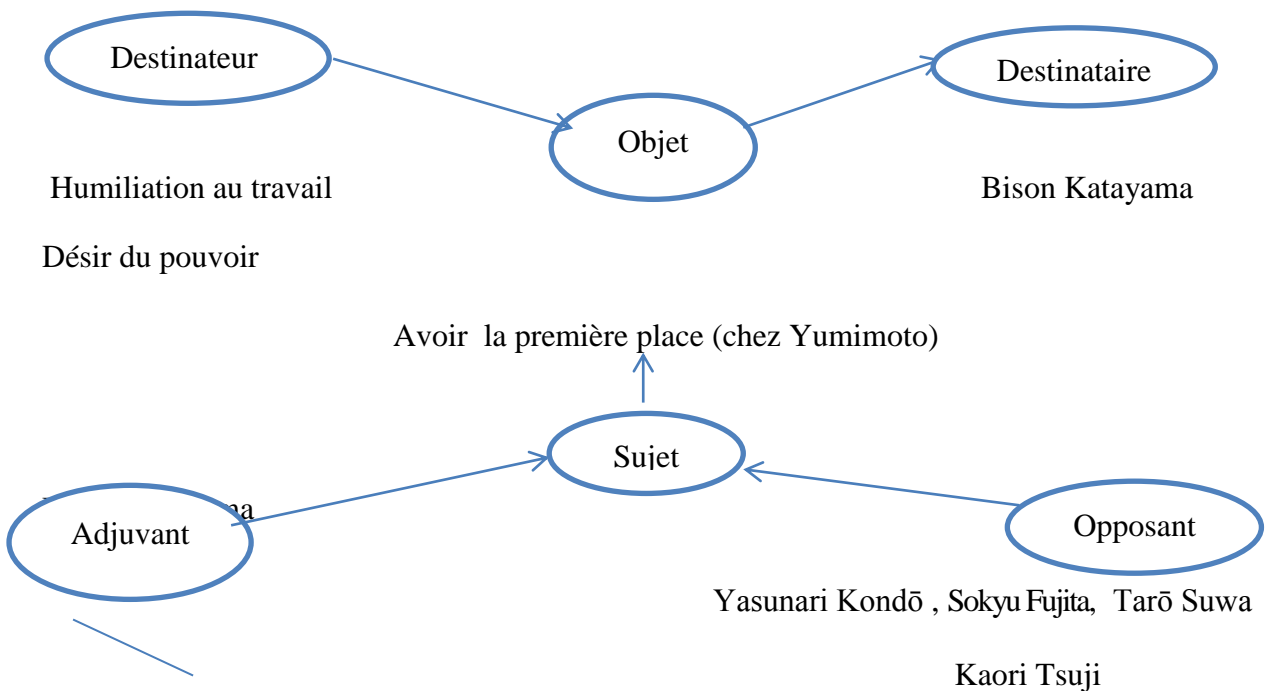 Destinateur
Destinataire
Objet
Humiliation au travail
Bison Katayama
Désir du pouvoir
Avoir la première place (chez Yumimoto)
Sujet
Adjuvant
Opposant
Yasunari Kondō , Sokyu Fujita, Tarō Suwa
Kaori Tsuji